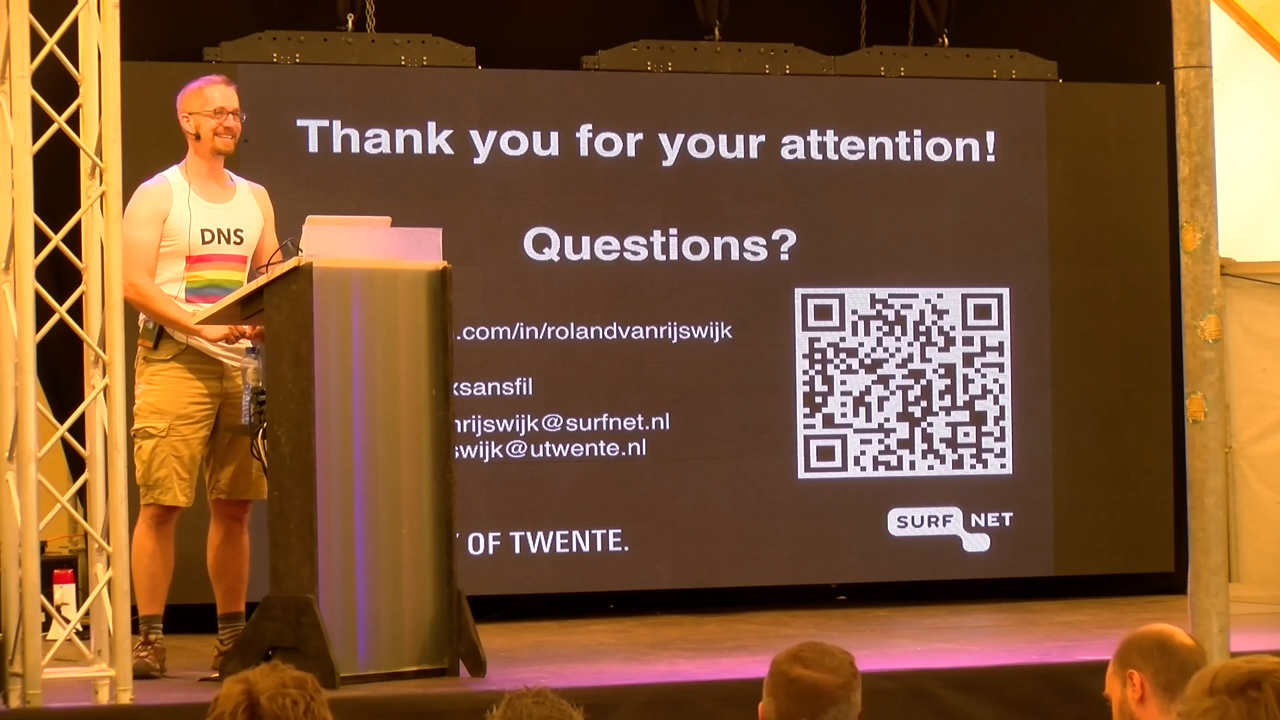 Thank you for your attention!
Questions?
DNS
.com/in/rolandvanrijswijk
ksansfil
nrijswijk@surfnet.nl
swijk@utwente.nl
OF TWENTE.
SURF NET